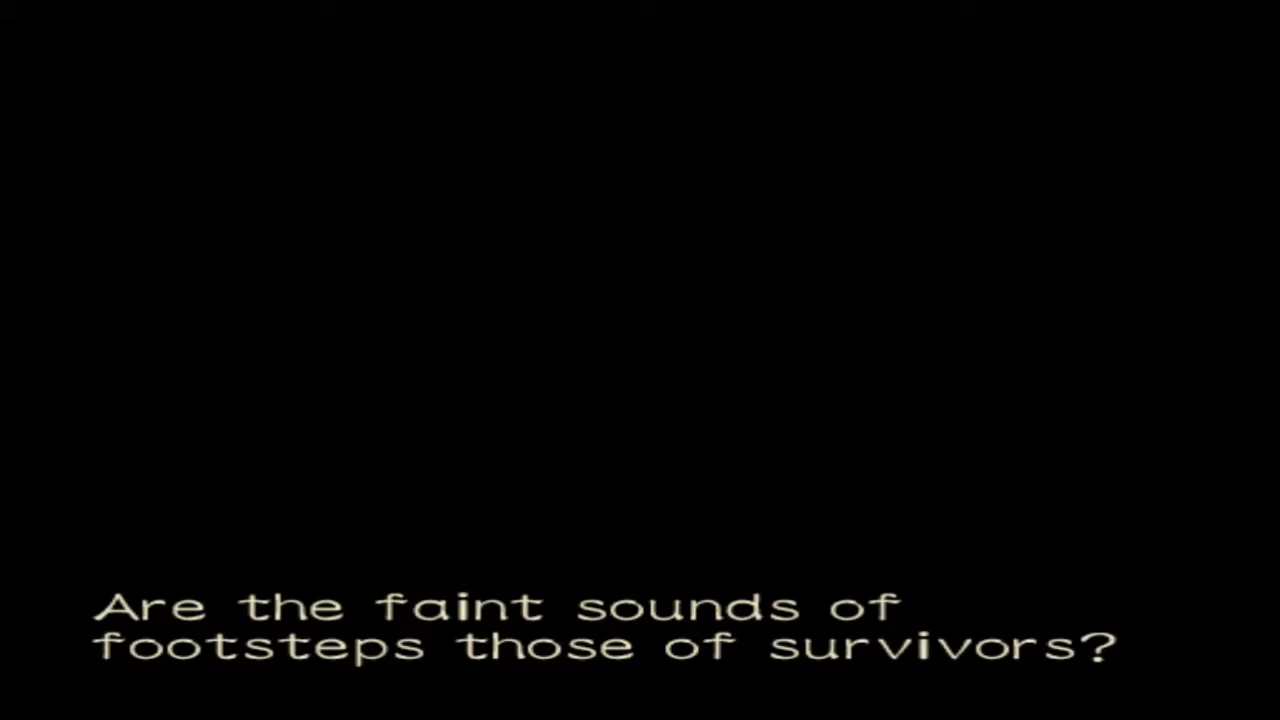 Are the faint sounds of
footsteps those of survivors?